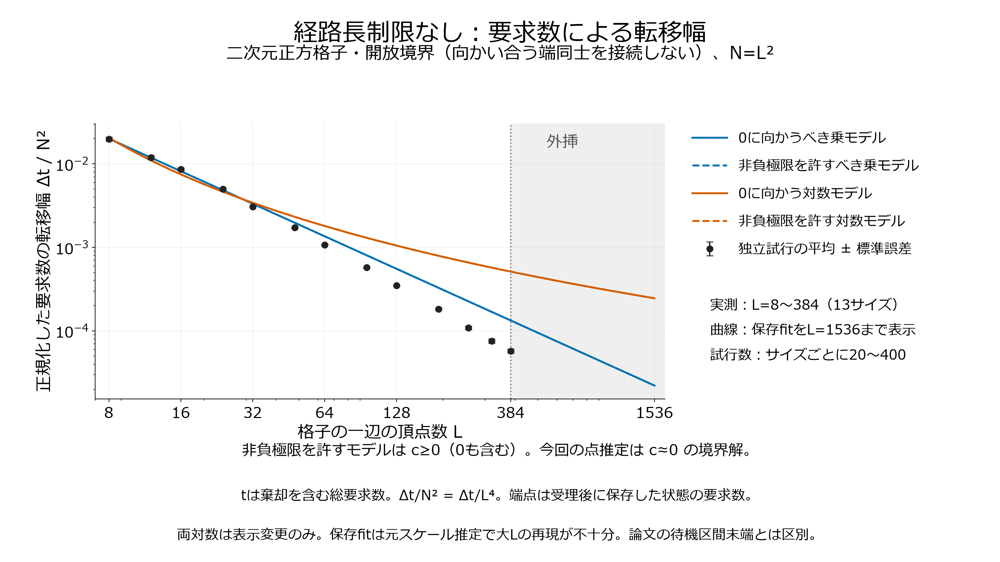 経路長制限なし：要求数による転移幅
二次元正方格子・開放境界（向かい合う端同士を接続しない）、N=L²
正規化した要求数の転移幅 Δt / N²
10⁻²
10⁻³
10⁻⁴
外挿
8
16
32
64
128
384
1536
格子の一辺の頂点数 L
0に向かうべき乗モデル
非負極限を許すべき乗モデル
0に向かう対数モデル
非負極限を許す対数モデル
独立試行の平均 ± 標準誤差
実測：L=8～384（13サイズ）
曲線：保存fitをL=1536まで表示
試行数：サイズごとに20～400
非負極限を許すモデルは c≥0（0も含む）。今回の点推定は c≈0 の境界解。
tは棄却を含む総要求数。Δt/N² = Δt/L⁴。端点は受理後に保存した状態の要求数。
両対数は表示変更のみ。保存fitは元スケール推定で大Lの再現が不十分。論文の待機区間末端とは区別。